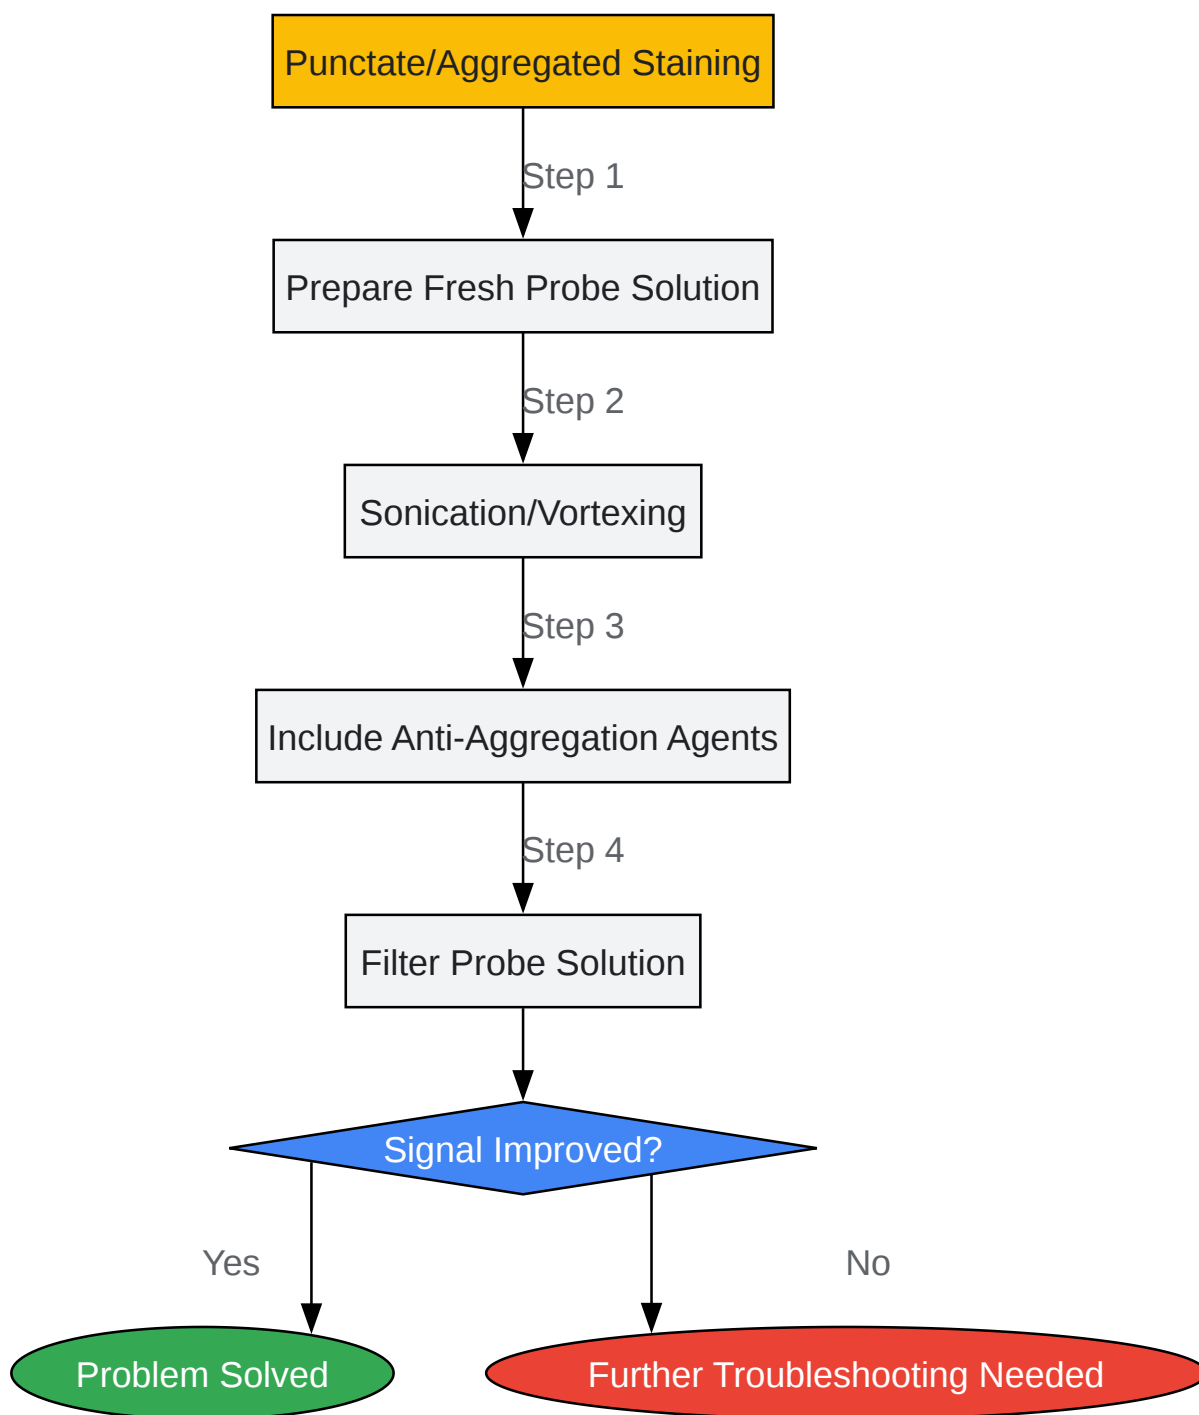 Punctate/Aggregated Staining
Step 1
Prepare Fresh Probe Solution
Step 2
Sonication/Vortexing
Step 3
Include Anti-Aggregation Agents
Step 4
Filter Probe Solution
Signal Improved?
Yes
No
Problem Solved
Further Troubleshooting Needed